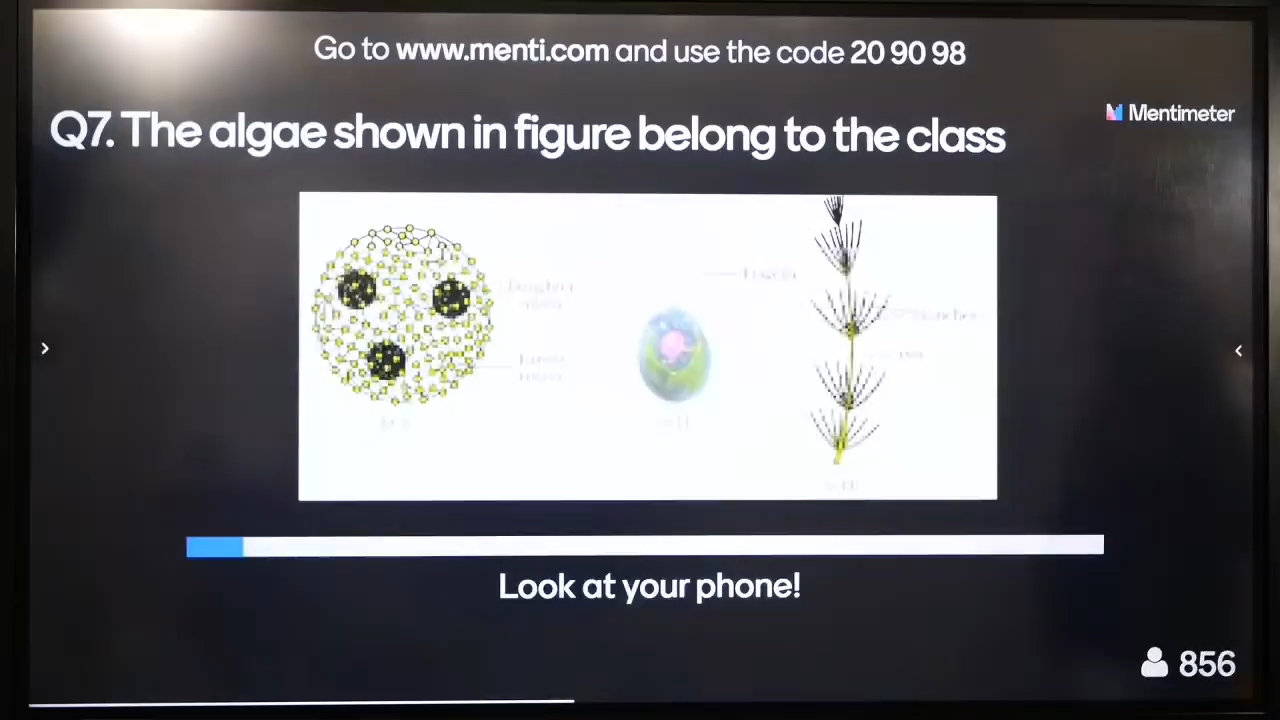 Go to www.menti.com and use the code 20 90 98
Mentimeter
Q7. The algae shown in figure belong to the class
Look at your phone!
856